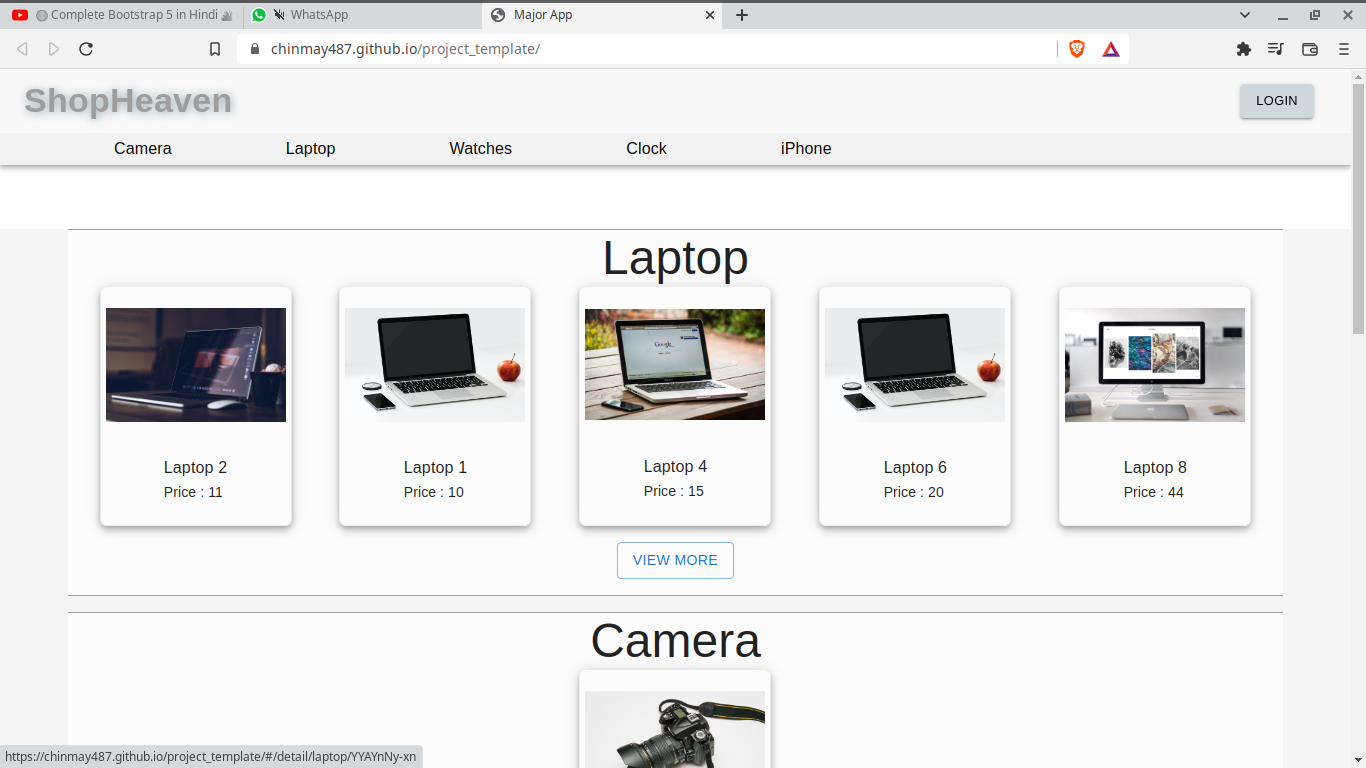 Complete Bootstrap 5 in Hindi
WhatsApp
Major App
chinmay487.github.io/project_template/
ShopHeaven
LOGIN
Camera
Laptop
Watches
Clock
iPhone
Laptop
Google
Laptop 2
Price : 11
Laptop 1
Price : 10
Laptop 4
Price : 15
Laptop 6
Price : 20
Laptop 8
Price : 44
VIEW MORE
Camera
https://chinmay487.github.io/project_template/#/detail/laptop/YYAYnNy-xn